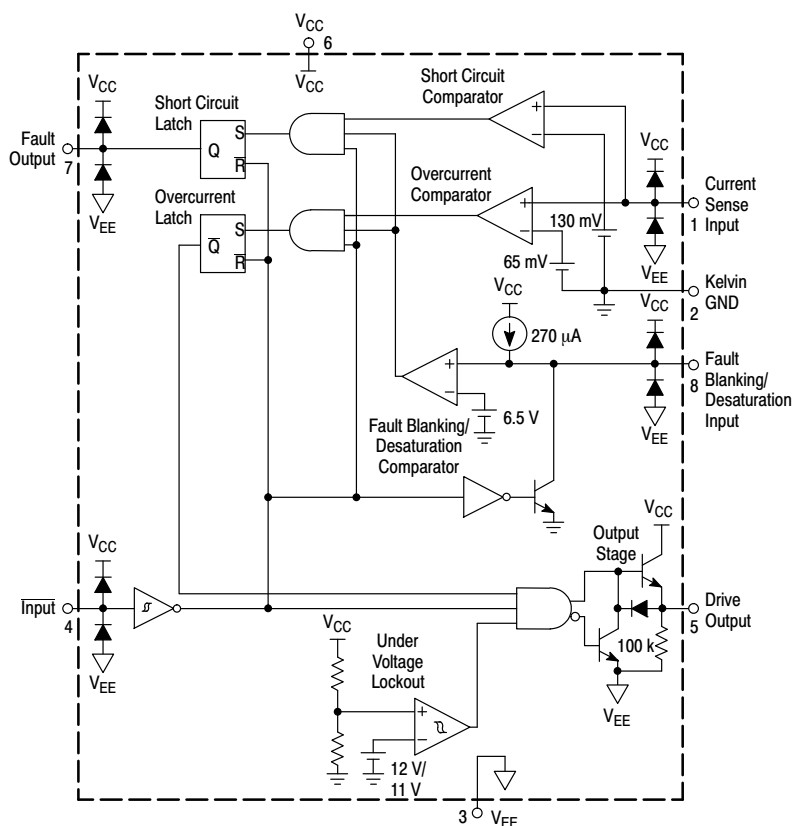 VCC
6
VCC
VCC
Short Circuit
Latch
Short Circuit
Comparator
Fault
Output
7
S
Q
R̅
VEE
Overcurrent
Latch
Overcurrent
Comparator
S
Q̅
R̅
+
−
+
−
130 mV
65 mV
VCC
Current
Sense
Input
1
VEE
Kelvin
GND
2
VCC
270 µA
VCC
Fault
Blanking/
Desaturation
Input
8
VEE
+
−
6.5 V
Fault Blanking/
Desaturation
Comparator
VCC
Output
Stage
VCC
I̅n̅p̅u̅t̅
4
VEE
Drive
Output
5
100 k
VEE
VCC
Under
Voltage
Lockout
+
−
12 V/
11 V
3
VEE